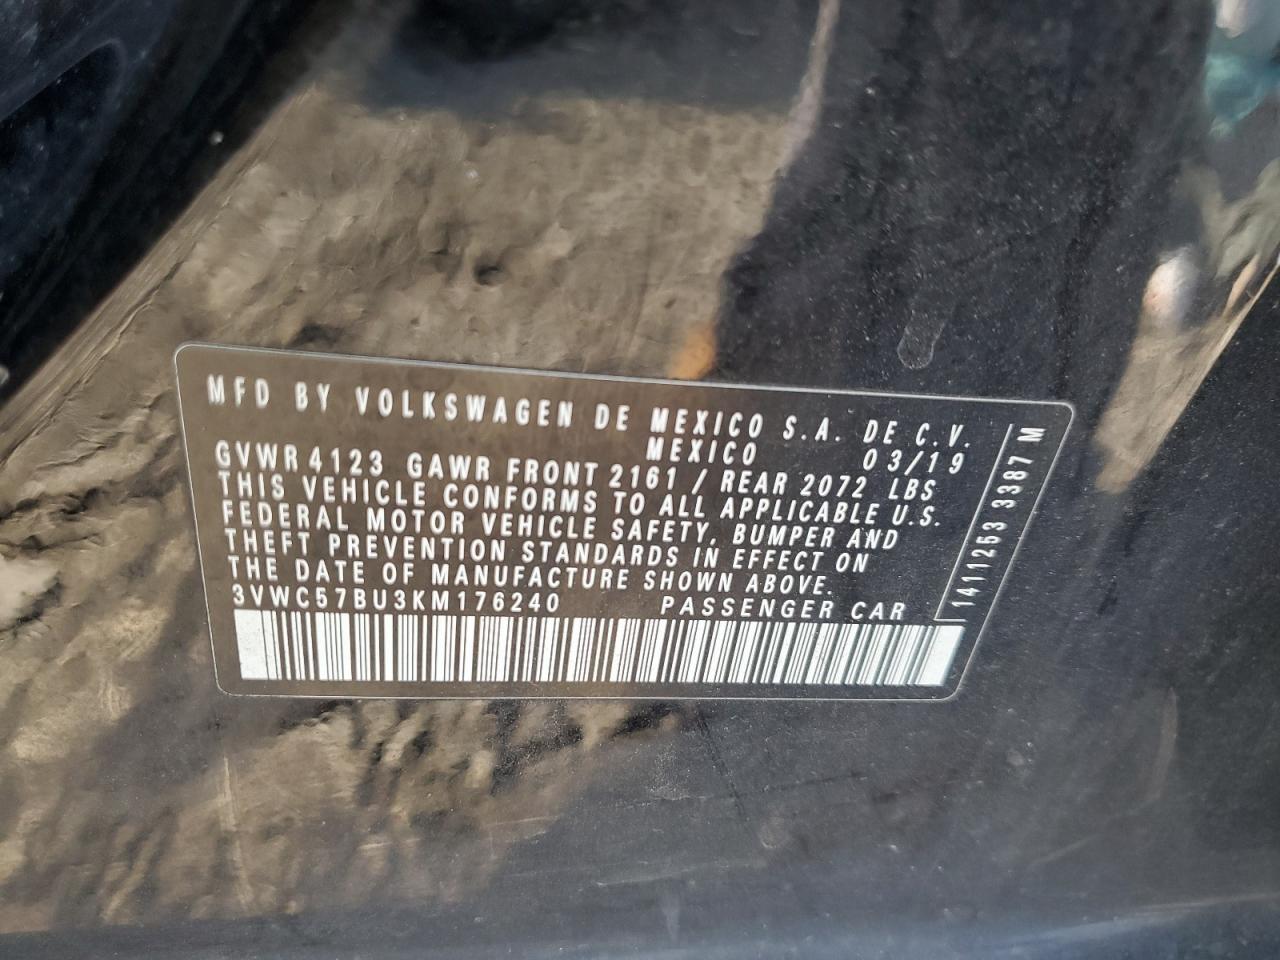 MFD BY VOLKSWAGEN DE MEXICO S.A. DE C.V.
MEXICO 03/19
GVWR 4123 GAWR FRONT 2161 / REAR 2072 LBS
THIS VEHICLE CONFORMS TO ALL APPLICABLE U.S.
FEDERAL MOTOR VEHICLE SAFETY, BUMPER AND
THEFT PREVENTION STANDARDS IN EFFECT ON
THE DATE OF MANUFACTURE SHOWN ABOVE.
3VWC57BU3KM176240 PASSENGER CAR
1411253 3387 M